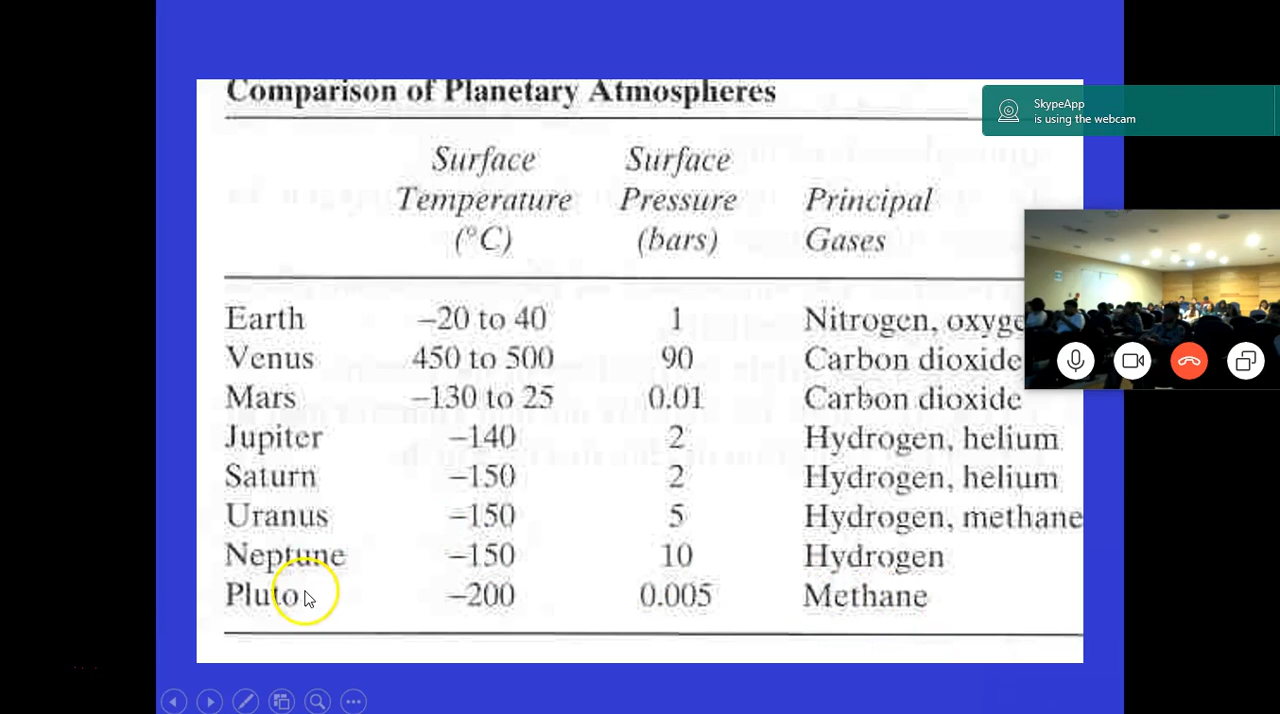 Comparison of Planetary Atmospheres
SkypeApp
is using the webcam
Surface Temperature (°C) Surface Pressure (bars) Principal Gases
Earth –20 to 40 1 Nitrogen, oxyge
Venus 450 to 500 90 Carbon dioxide
Mars –130 to 25 0.01 Carbon dioxide
Jupiter –140 2 Hydrogen, helium
Saturn –150 2 Hydrogen, helium
Uranus –150 5 Hydrogen, methane
Neptune –150 10 Hydrogen
Pluto –200 0.005 Methane